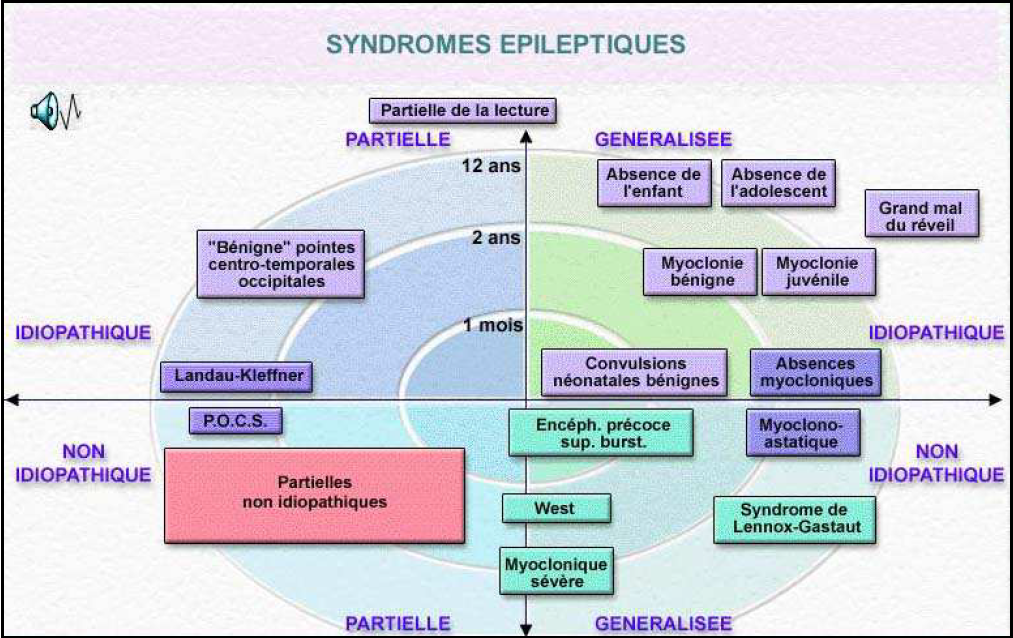 SYNDROMES EPILEPTIQUES
Partielle de la lecture
PARTIELLE
GENERALISEE
12 ans
Absence de
l'enfant
Absence de
l'adolescent
Grand mal
du réveil
2 ans
"Bénigne" pointes
centro-temporales
occipitales
Myoclonie
bénigne
Myoclonie
juvénile
1 mois
IDIOPATHIQUE
IDIOPATHIQUE
Landau-Kleffner
Convulsions
néonatales bénignes
Absences
myocloniques
P.O.C.S.
Encéph. précoce
sup. burst.
Myoclono-
astatique
NON
IDIOPATHIQUE
NON
IDIOPATHIQUE
Partielles
non idiopathiques
West
Syndrome de
Lennox-Gastaut
Myoclonique
sévère
PARTIELLE
GENERALISEE